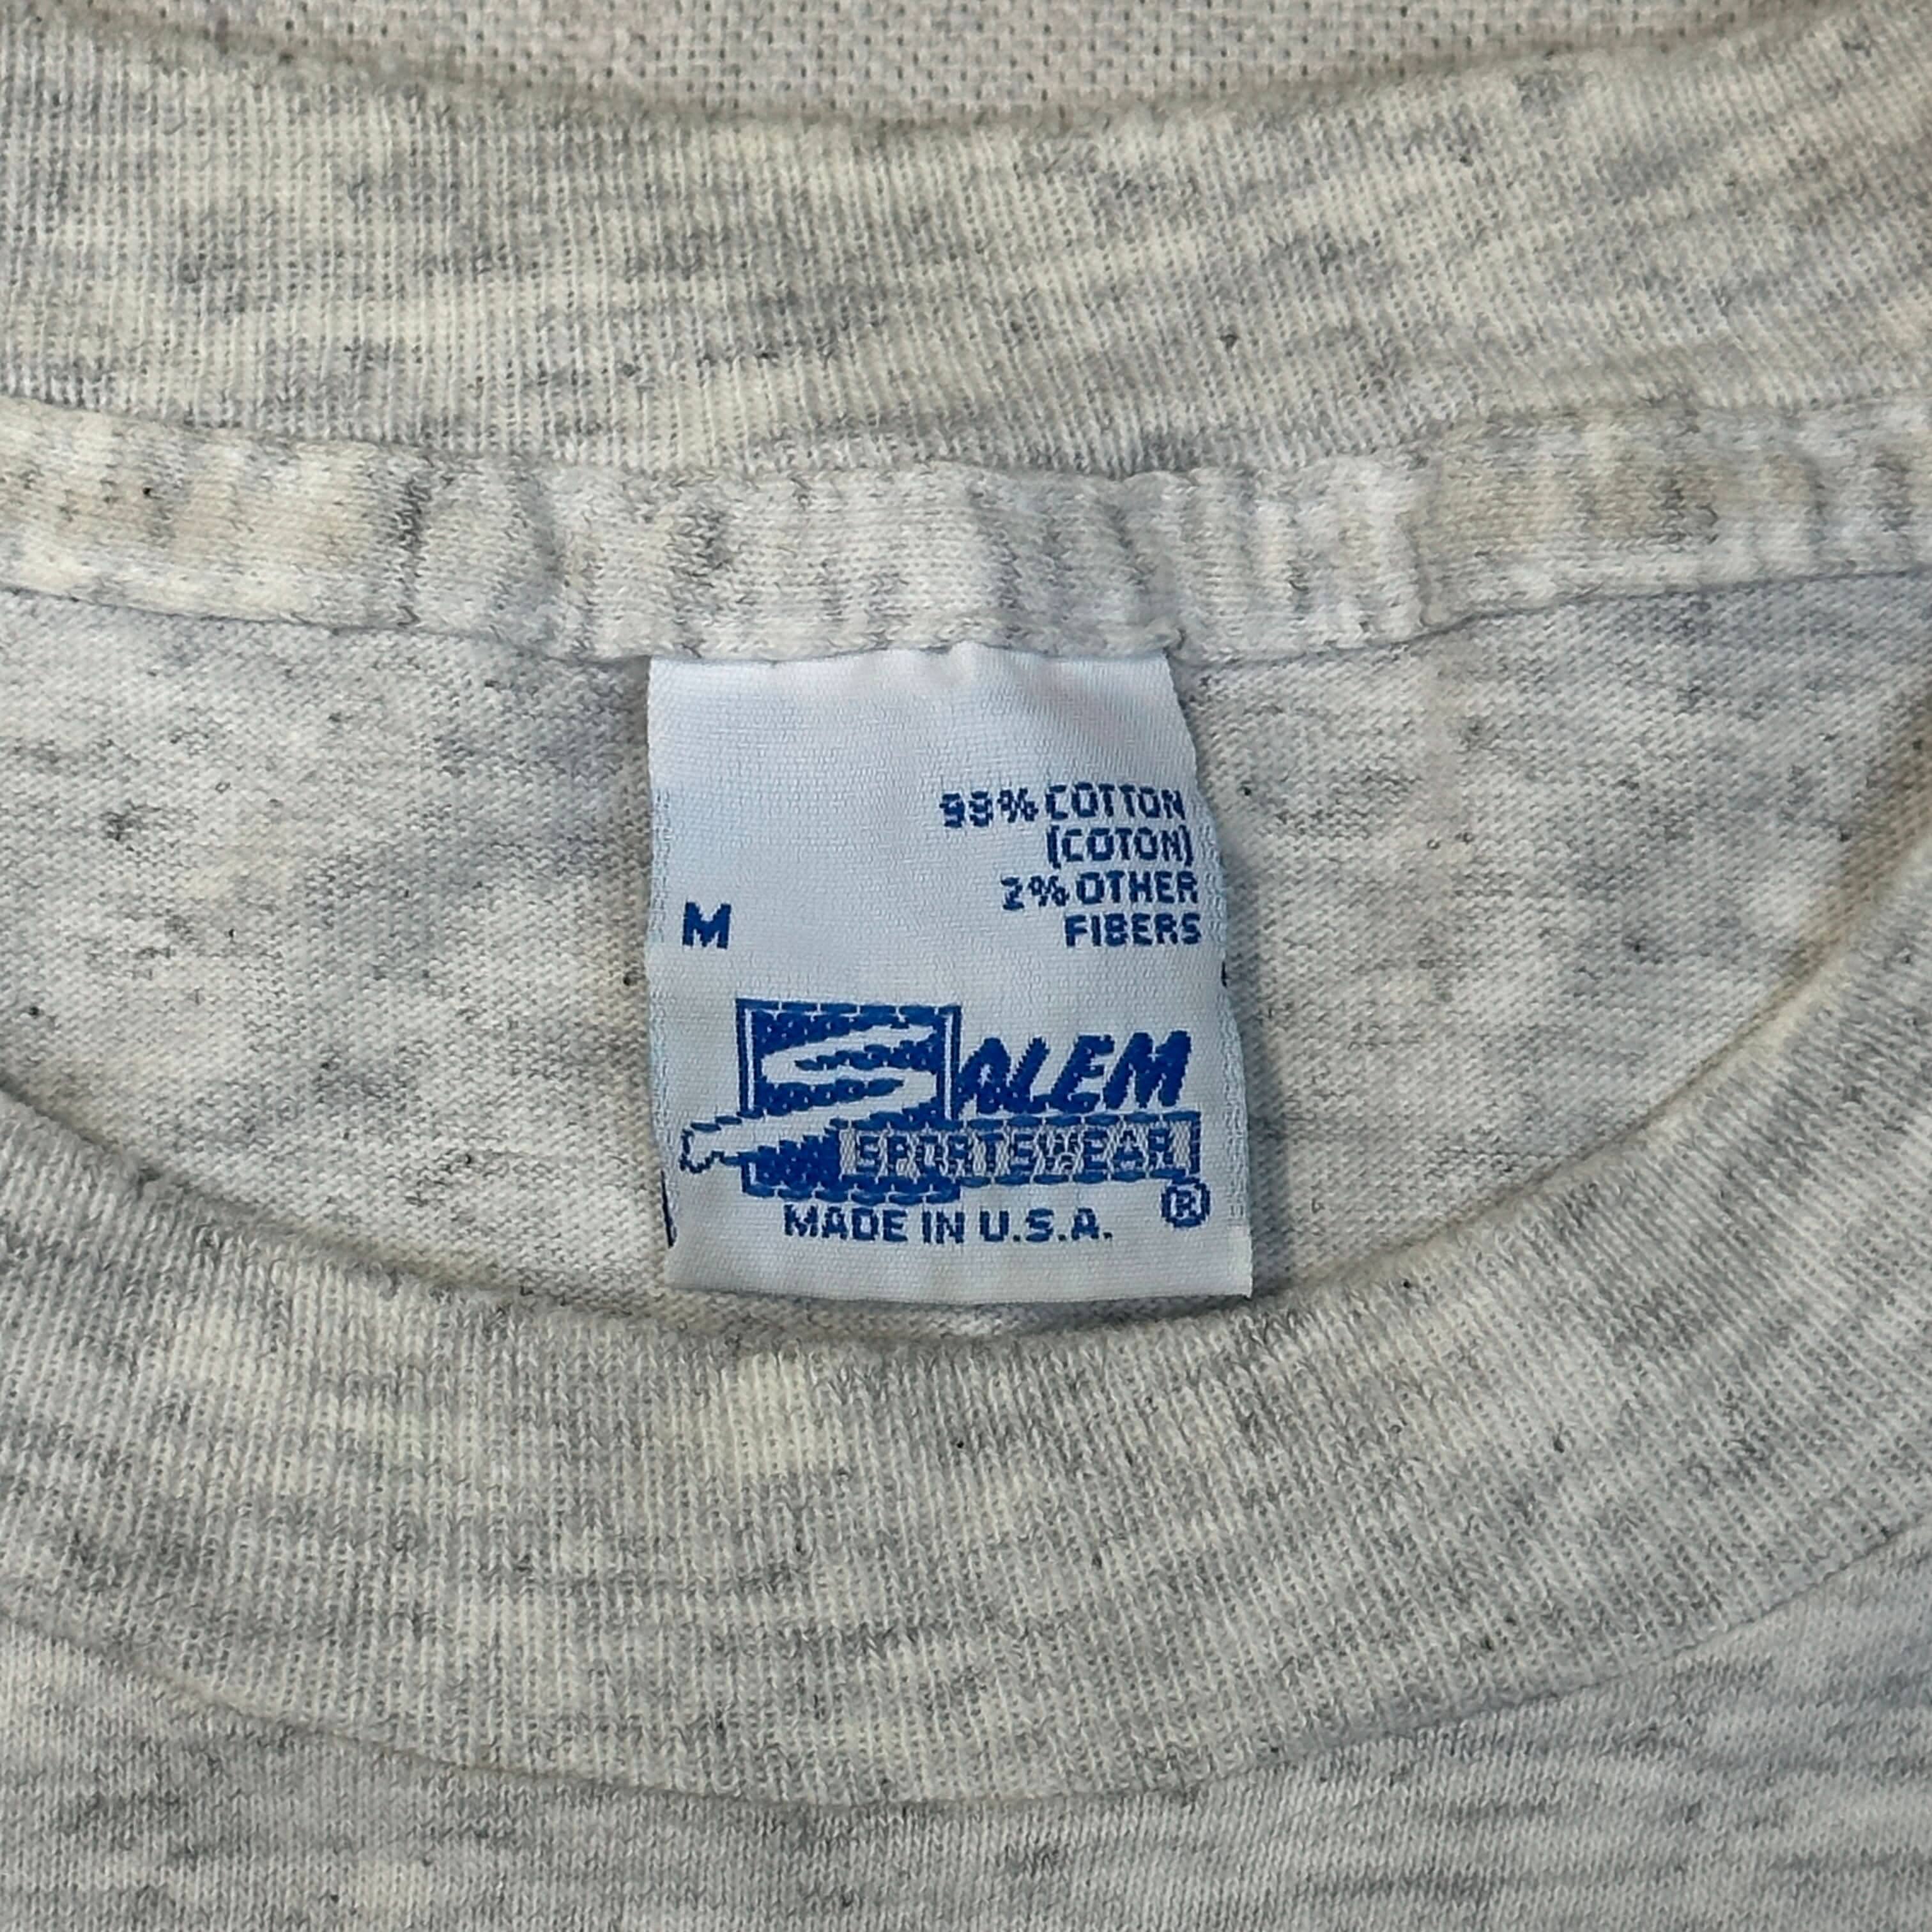 98% COTTON
(COTON)
2% OTHER
FIBERS
M
SALEM
SPORTSWEAR
®
MADE IN U.S.A.